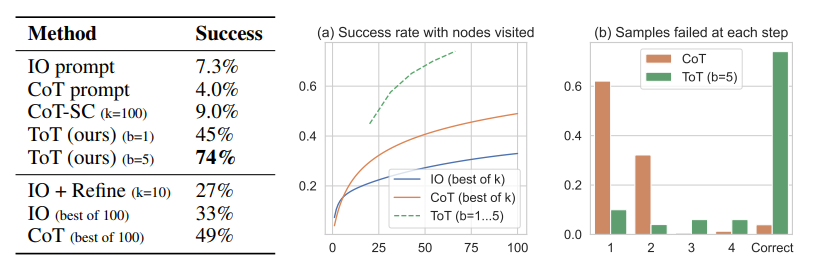 Method Success
IO prompt 7.3%
CoT prompt 4.0%
CoT-SC (k=100) 9.0%
ToT (ours) (b=1) 45%
ToT (ours) (b=5) 74%
IO + Refine (k=10) 27%
IO (best of 100) 33%
CoT (best of 100) 49%
(a) Success rate with nodes visited
0.6
0.4
0.2
IO (best of k)
CoT (best of k)
ToT (b=1...5)
0 25 50 75 100
(b) Samples failed at each step
CoT
ToT (b=5)
0.6
0.4
0.2
0.0
1 2 3 4 Correct